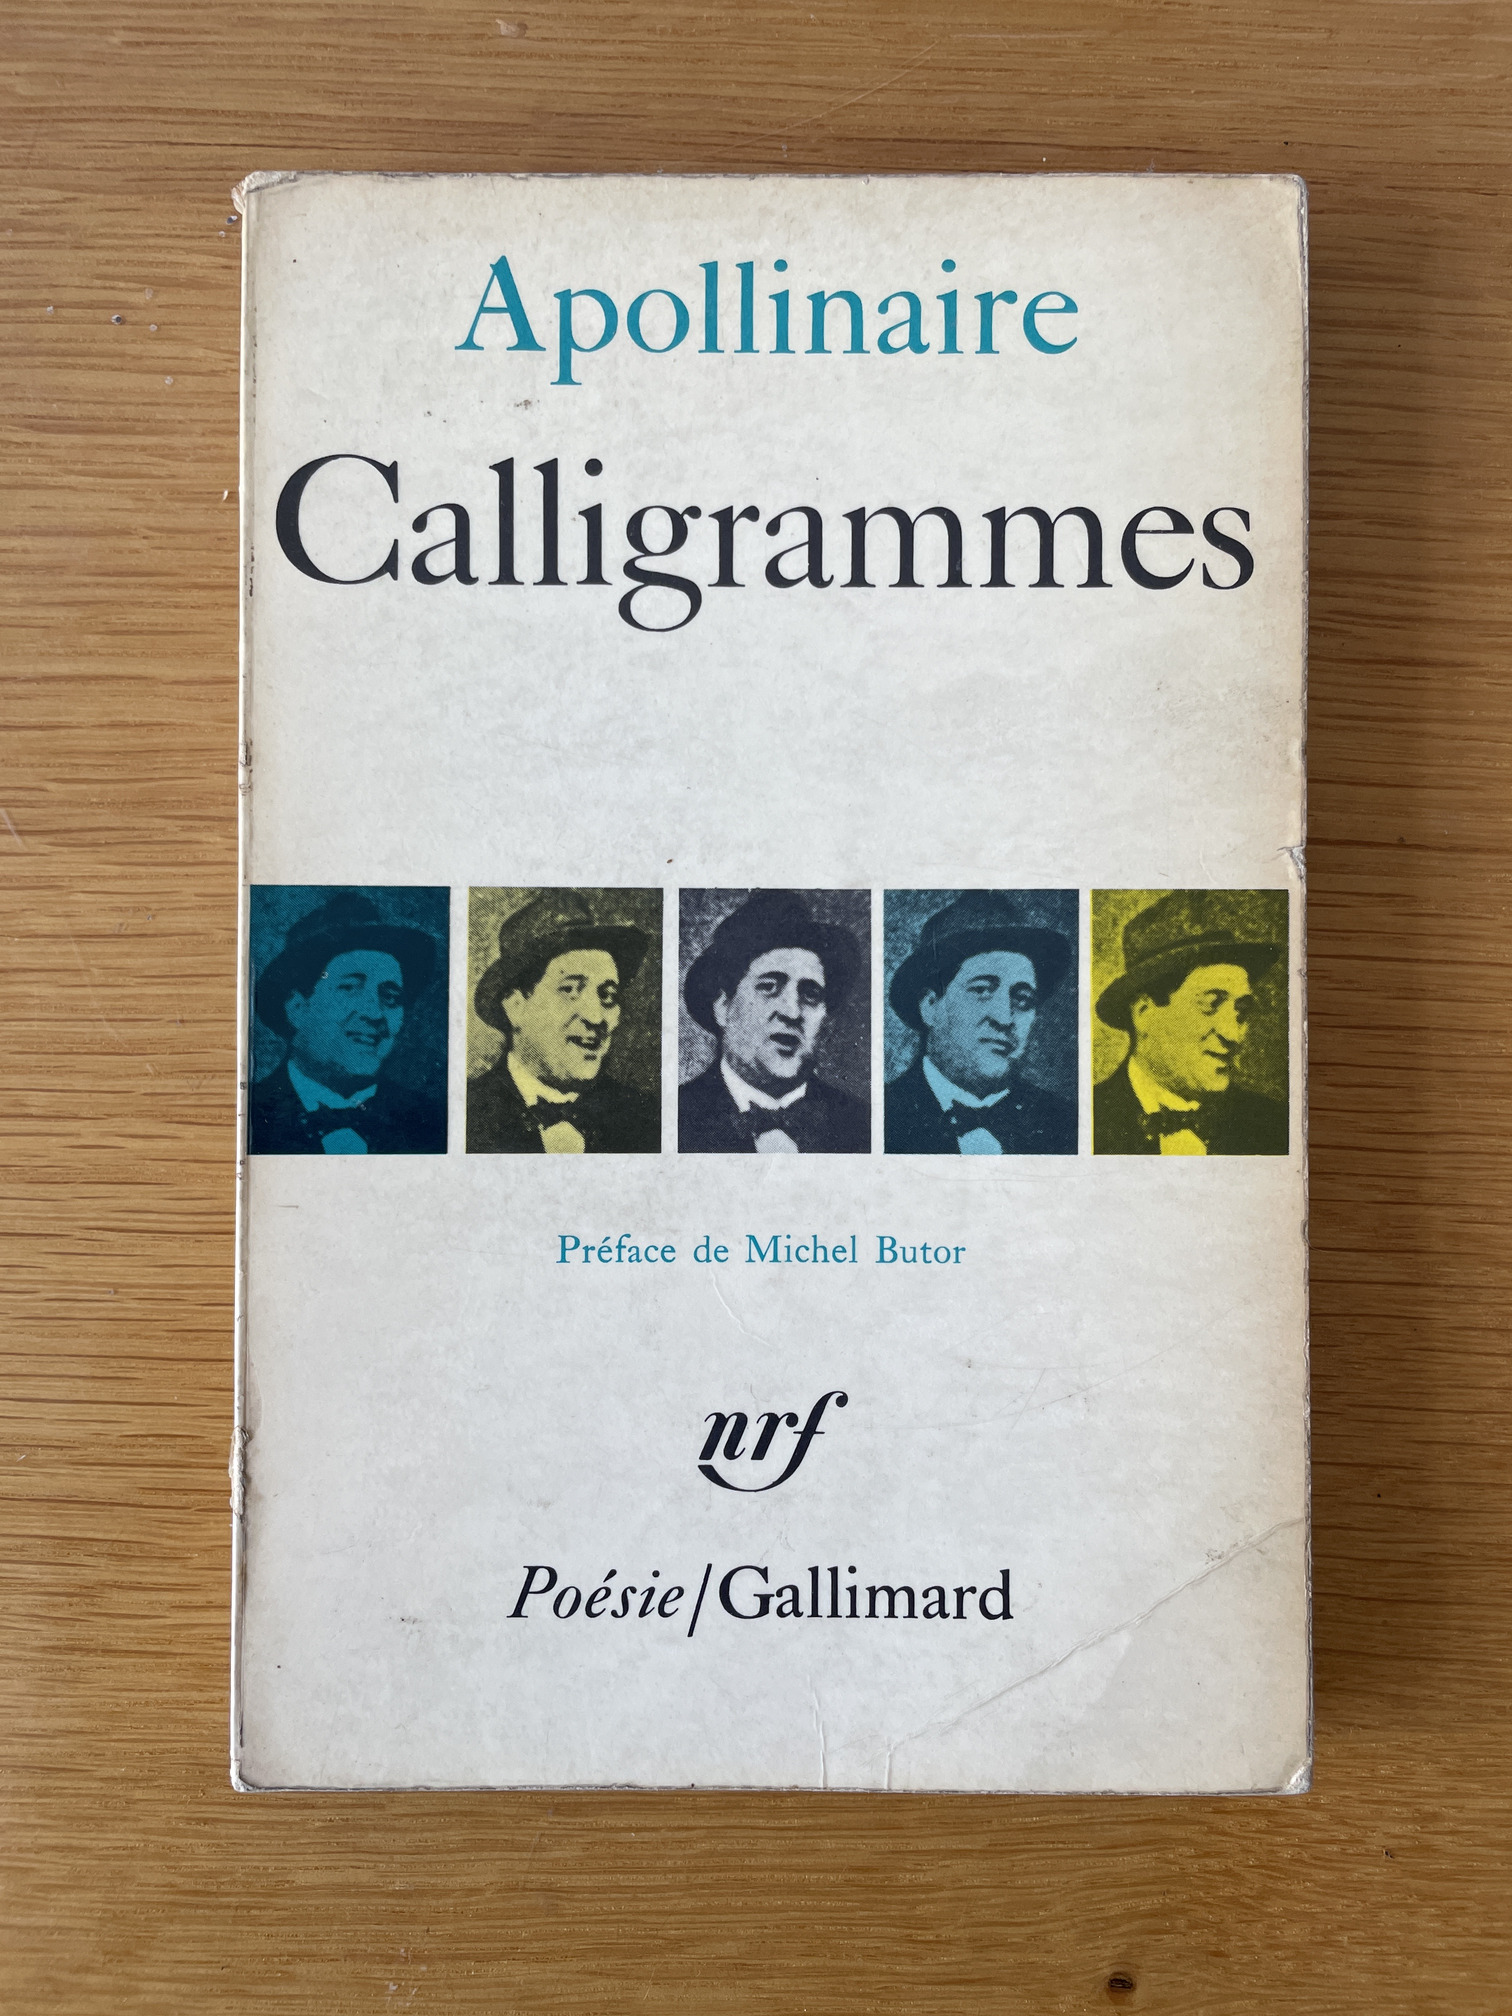 Apollinaire
Calligrammes
Préface de Michel Butor
nrf
Poésie/Gallimard